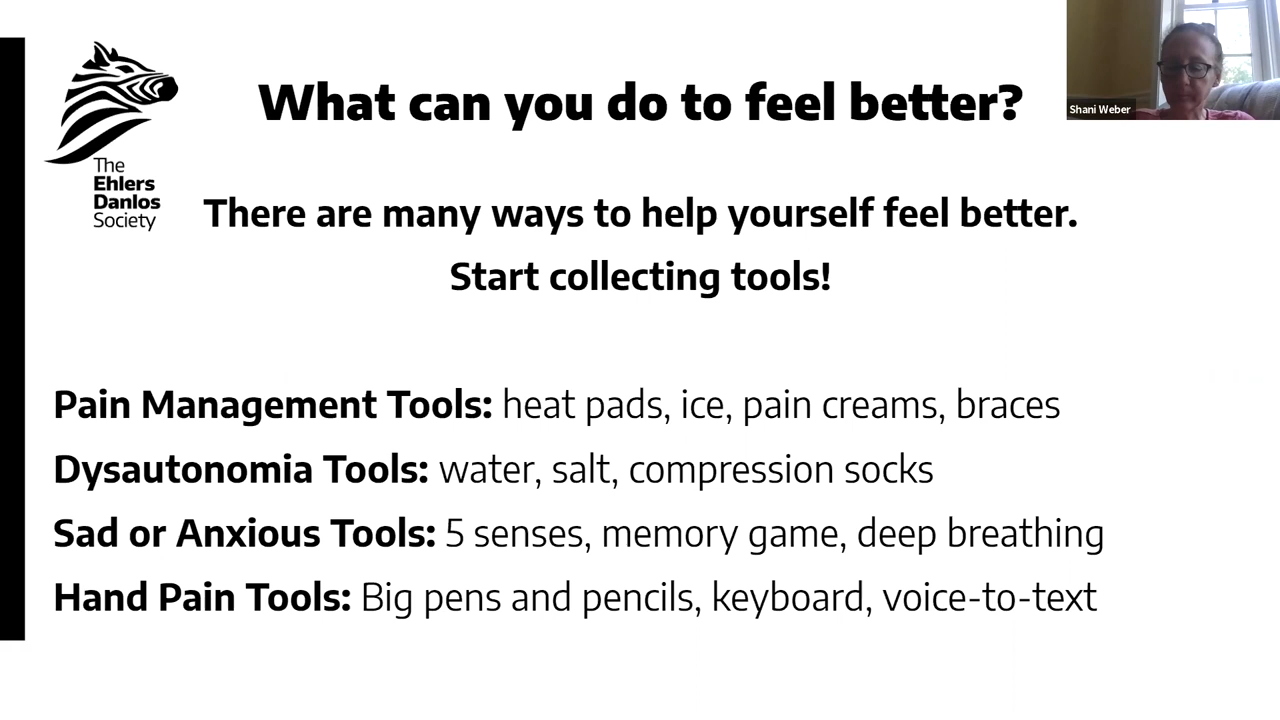 What can you do to feel better?
Shani Weber
The
Ehlers
Danlos
Society
There are many ways to help yourself feel better.
Start collecting tools!
Pain Management Tools: heat pads, ice, pain creams, braces
Dysautonomia Tools: water, salt, compression socks
Sad or Anxious Tools: 5 senses, memory game, deep breathing
Hand Pain Tools: Big pens and pencils, keyboard, voice-to-text